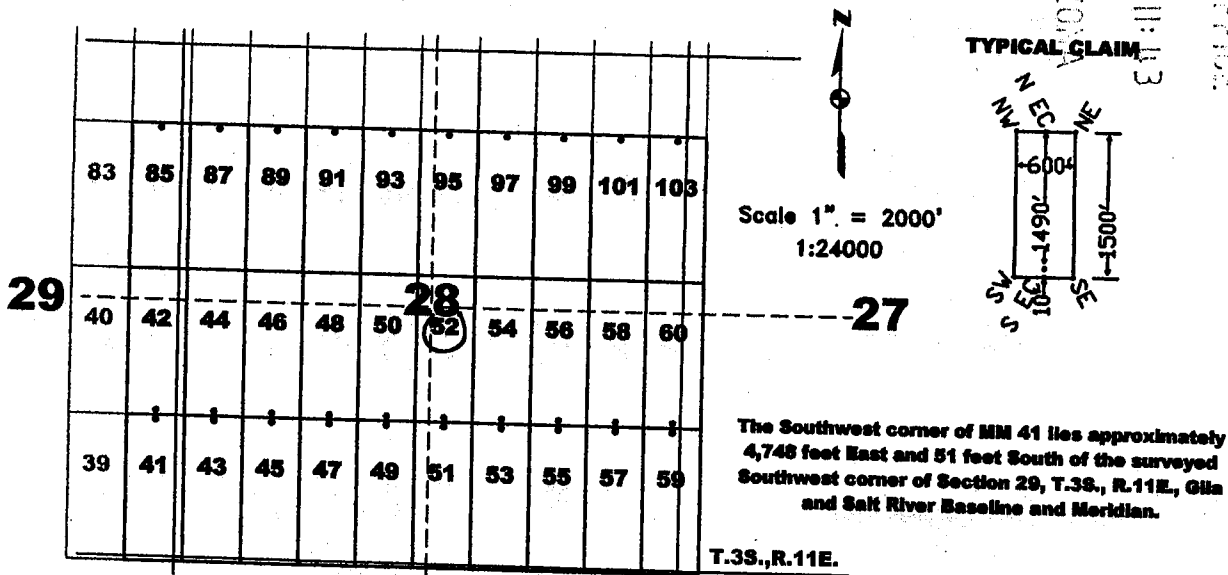 N
TYPICAL CLAIM
NW N EC NE
83 85 87 89 91 93 95 97 99 101 103
600'
1490'
1500'
Scale 1" = 2000'
1:24000
SW S EC SE
10'
29 28 27
40 42 44 46 48 50 52 54 56 58 60
39 41 43 45 47 49 51 53 55 57 59
The Southwest corner of MM 41 lies approximately
4,748 feet East and 51 feet South of the surveyed
Southwest corner of Section 29, T.3S., R.11E., Gila
and Salt River Baseline and Meridian.
T.3S.,R.11E.